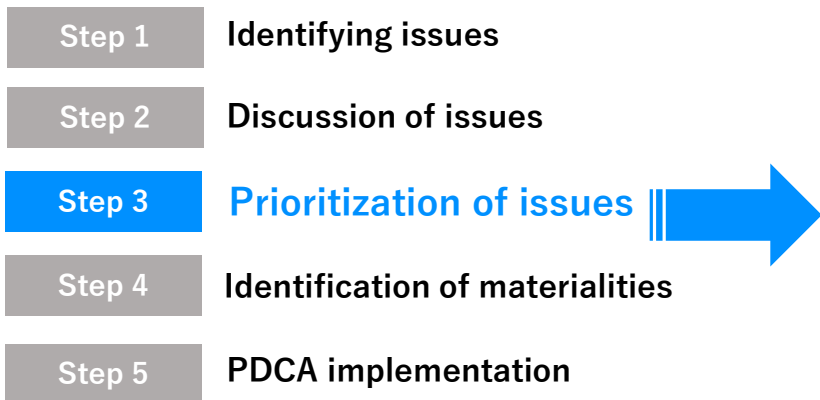 Step 1 Identifying issues
Step 2 Discussion of issues
Step 3 Prioritization of issues
Step 4 Identification of materialities
Step 5 PDCA implementation